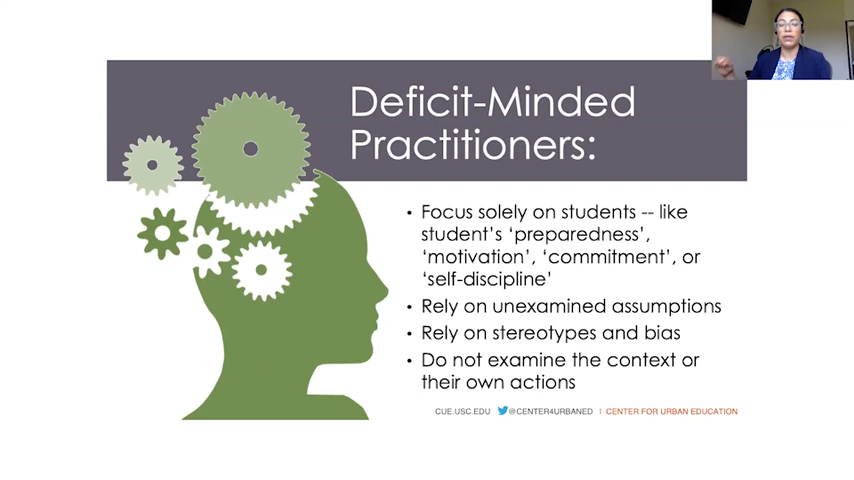 Deficit-Minded
Practitioners:
• Focus solely on students -- like
student's 'preparedness',
'motivation', 'commitment', or
'self-discipline'
• Rely on unexamined assumptions
• Rely on stereotypes and bias
• Do not examine the context or
their own actions
CUE.USC.EDU @CENTER4URBANED | CENTER FOR URBAN EDUCATION